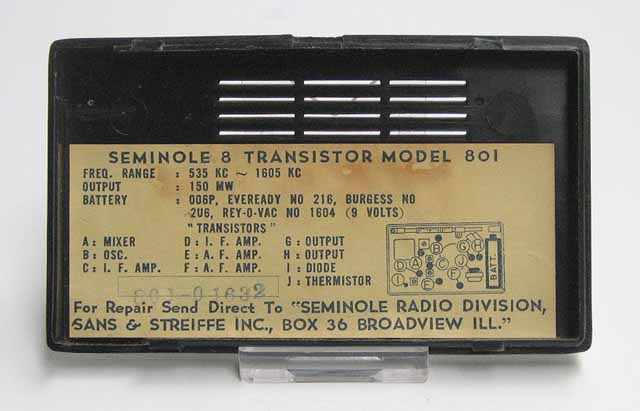 SEMINOLE 8 TRANSISTOR MODEL 801
FREQ. RANGE : 535 KC ~ 1605 KC
OUTPUT : 150 MW
BATTERY : 006P, EVEREADY NO 216, BURGESS NO
2U6, REY-O-VAC NO 1604 (9 VOLTS)
"TRANSISTORS"
A : MIXER D : I. F. AMP. G : OUTPUT
B : OSC. E : A. F. AMP. H : OUTPUT
C : I. F. AMP. F : A. F. AMP. I : DIODE
J : THERMISTOR
801-01632
For Repair Send Direct To "SEMINOLE RADIO DIVISION,
SANS & STREIFFE INC., BOX 36 BROADVIEW ILL."
BATT.